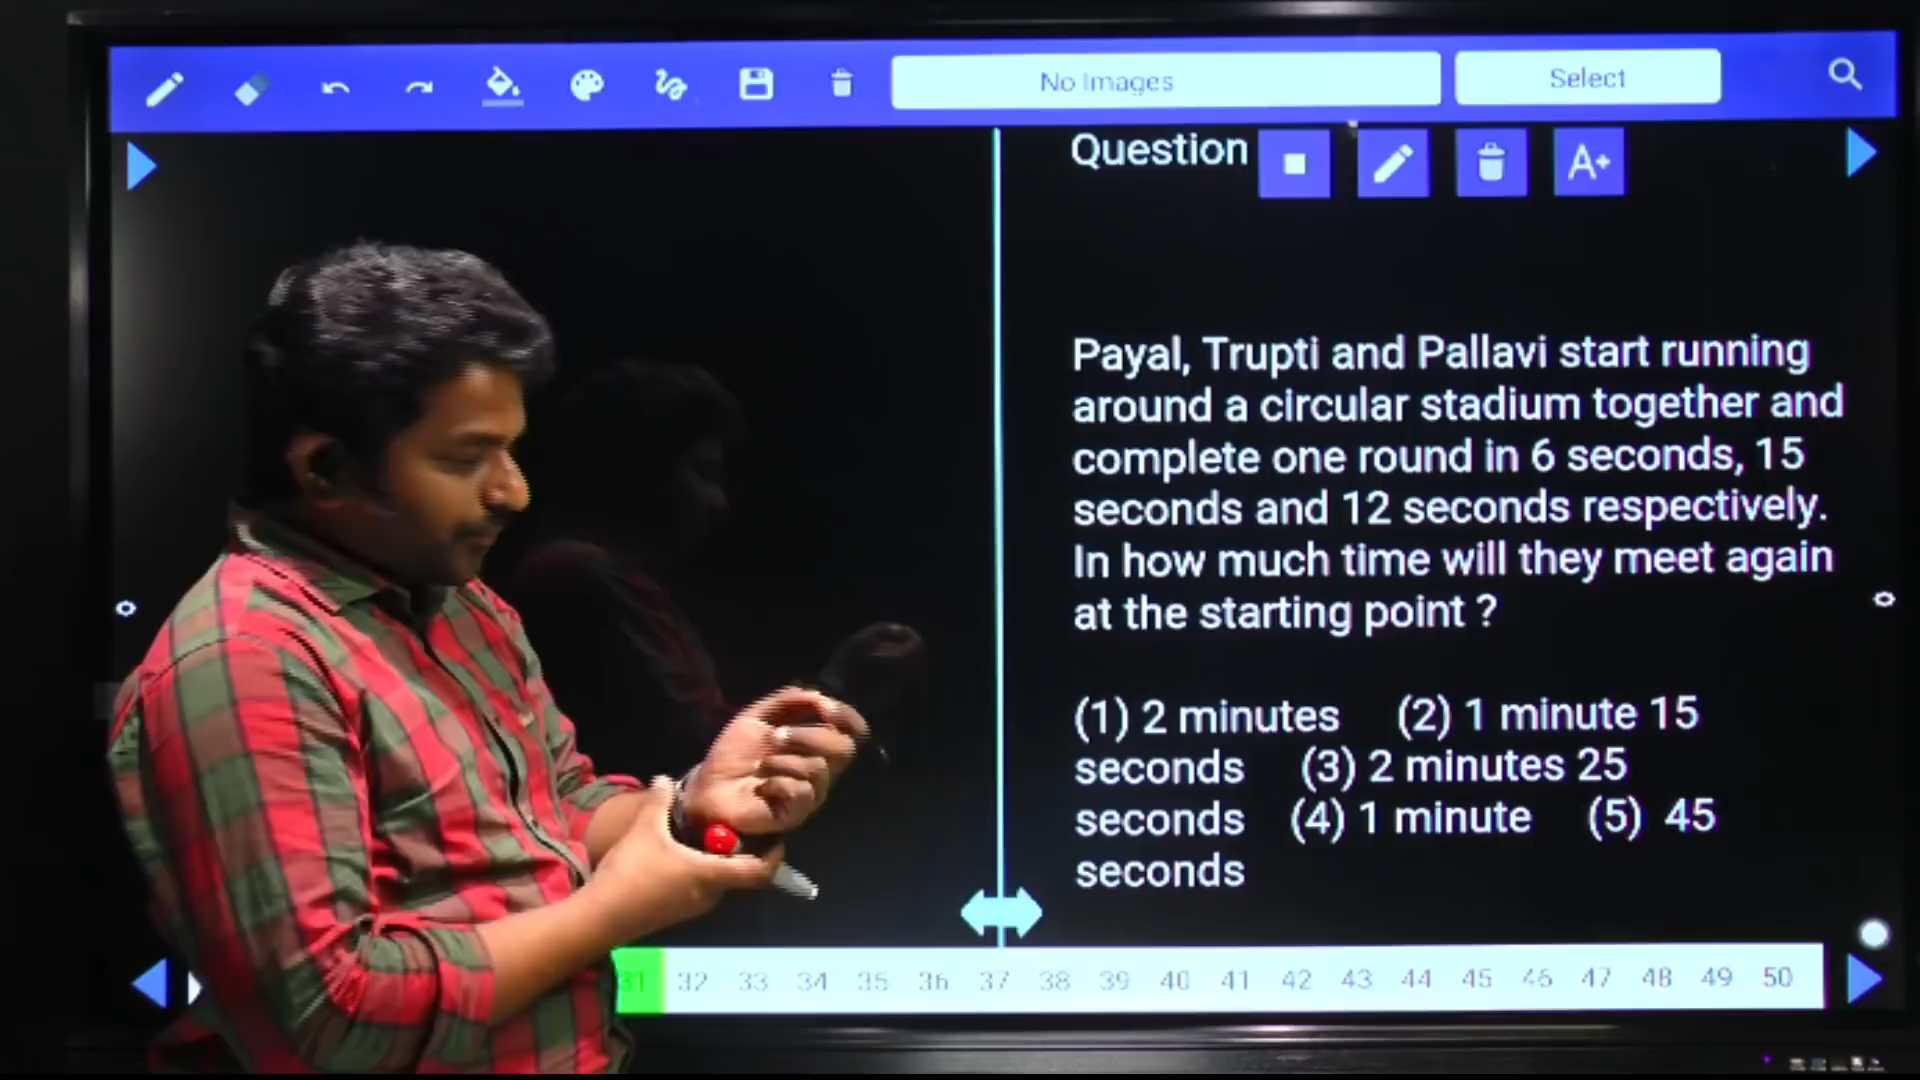 No Images
Select
Question
A+
Payal, Trupti and Pallavi start running
around a circular stadium together and
complete one round in 6 seconds, 15
seconds and 12 seconds respectively.
In how much time will they meet again
at the starting point ?
(1) 2 minutes (2) 1 minute 15
seconds (3) 2 minutes 25
seconds (4) 1 minute (5) 45
seconds
31 32 33 34 35 36 37 38 39 40 41 42 43 44 45 46 47 48 49 50